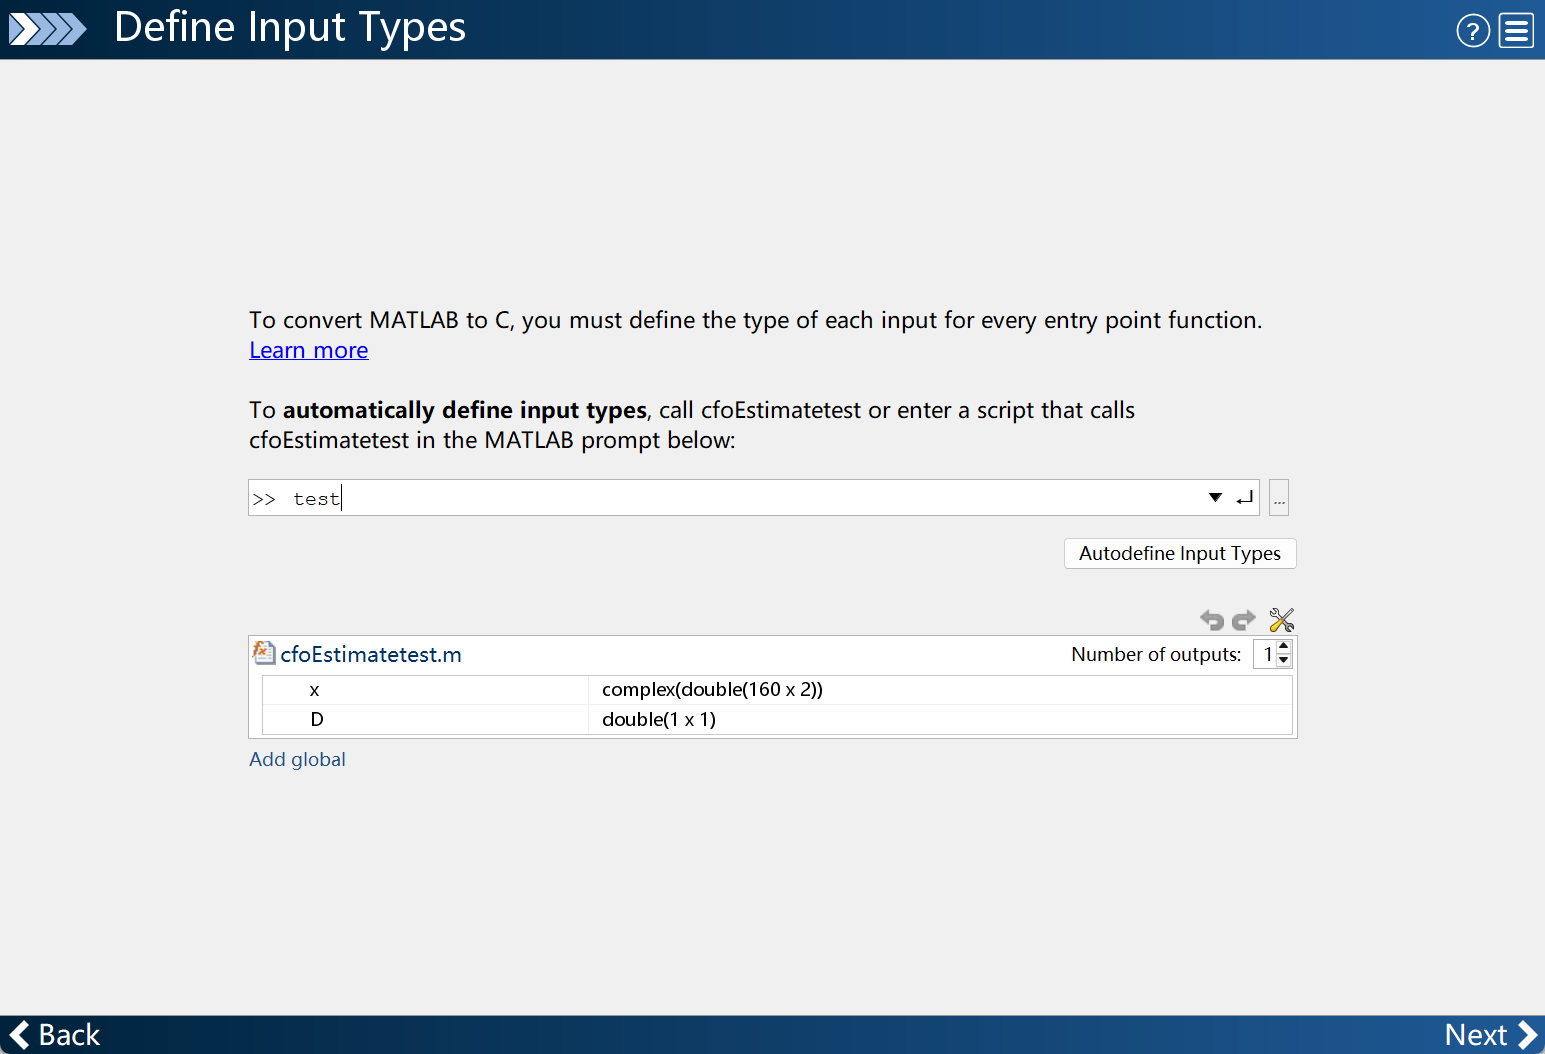 Define Input Types
?
To convert MATLAB to C, you must define the type of each input for every entry point function.
Learn more
To automatically define input types, call cfoEstimatetest or enter a script that calls
cfoEstimatetest in the MATLAB prompt below:
>> test
...
Autodefine Input Types
cfoEstimatetest.m Number of outputs: 1
x complex(double(160 x 2))
D double(1 x 1)
Add global
Back Next